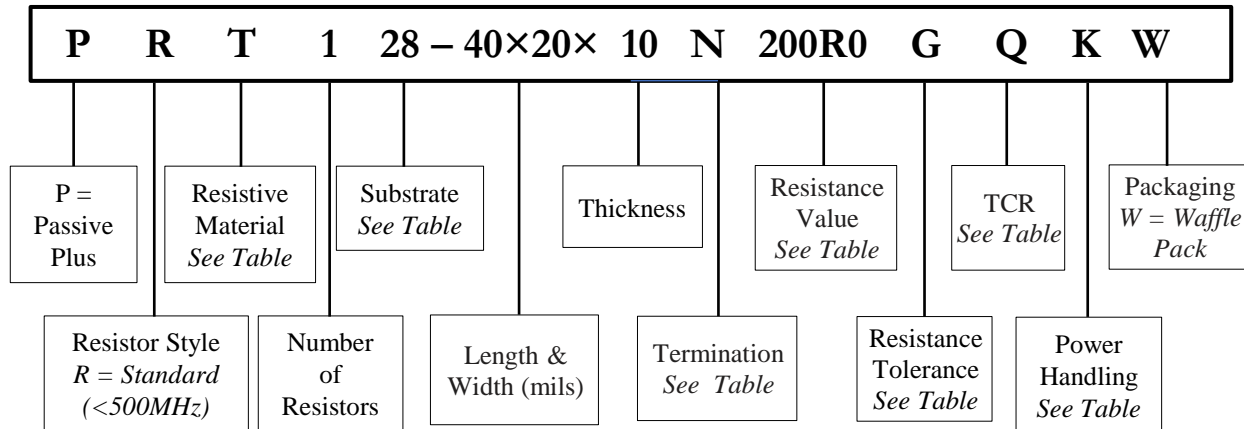 P R T 1 28 – 40×20× 10 N 200R0 G Q K W
P =
Passive
Plus
Resistive
Material
See Table
Substrate
See Table
Thickness
Resistance
Value
See Table
TCR
See Table
Packaging
W = Waffle
Pack
Resistor Style
R = Standard
(<500MHz)
Number
of
Resistors
Length &
Width (mils)
Termination
See Table
Resistance
Tolerance
See Table
Power
Handling
See Table